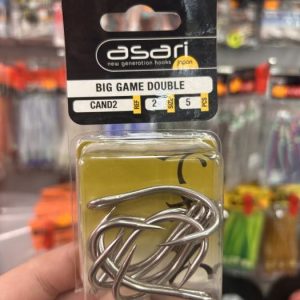 asari
new generation hooks japan
BIG GAME DOUBLE
CAND2 REF 2 SIZE 5 PCS